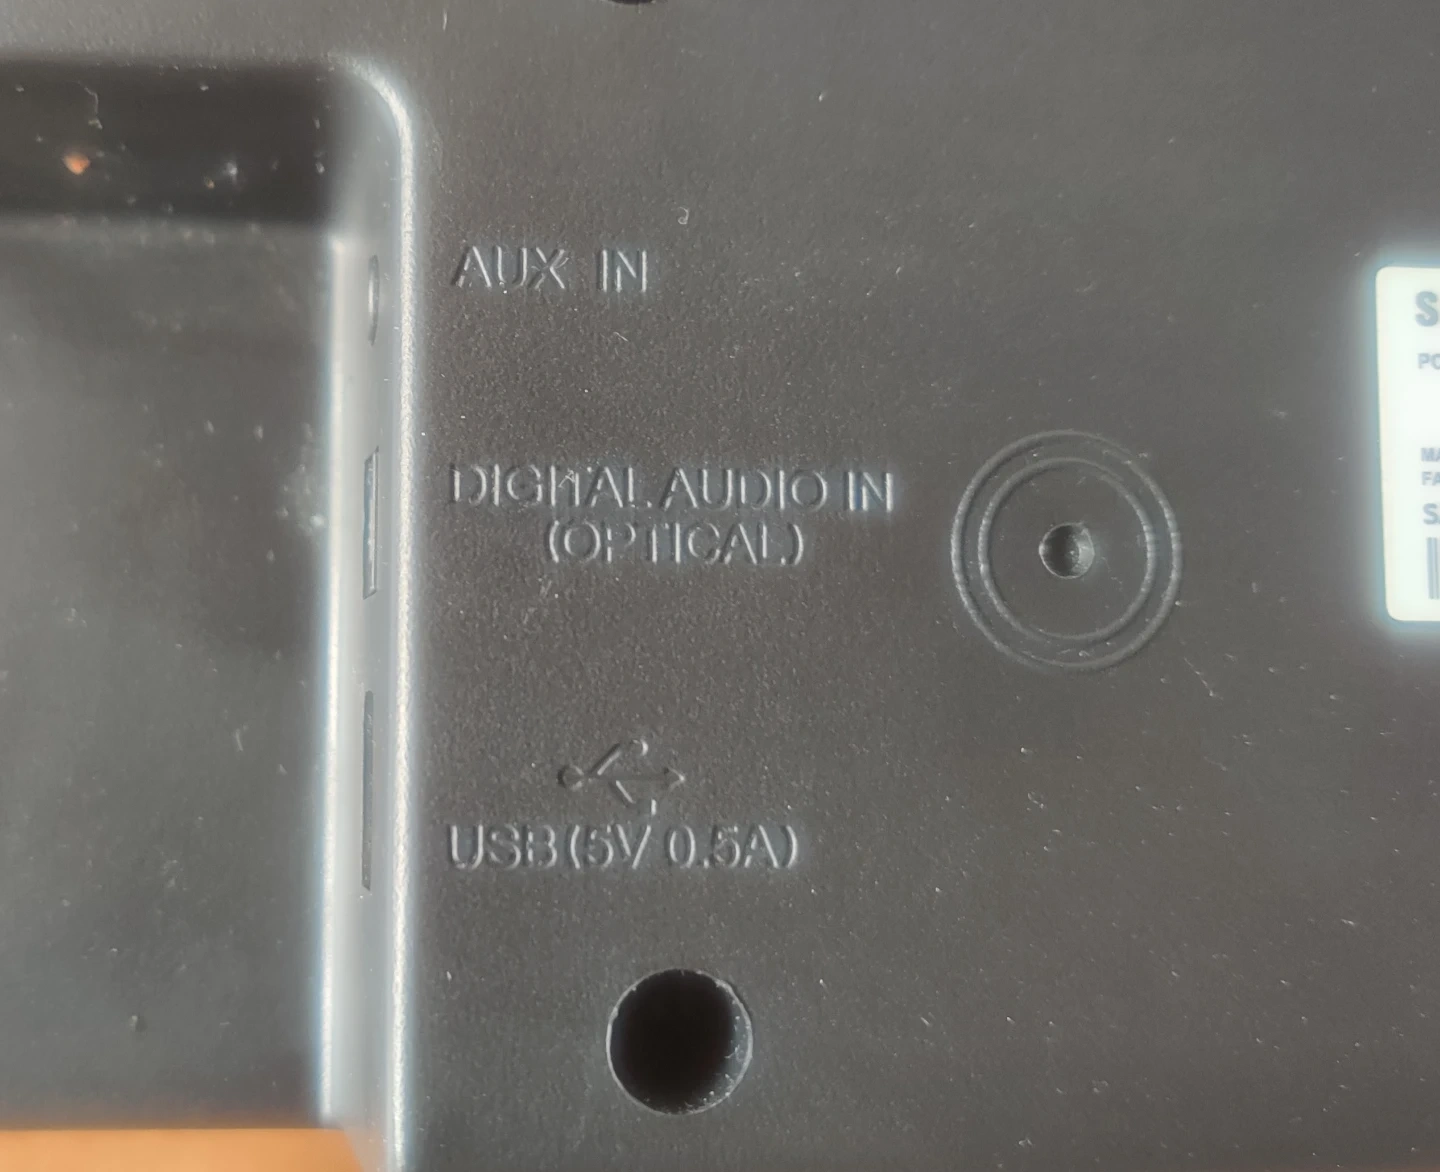 AUX IN
DIGITAL AUDIO IN
(OPTICAL)
USB (5V 0.5A)